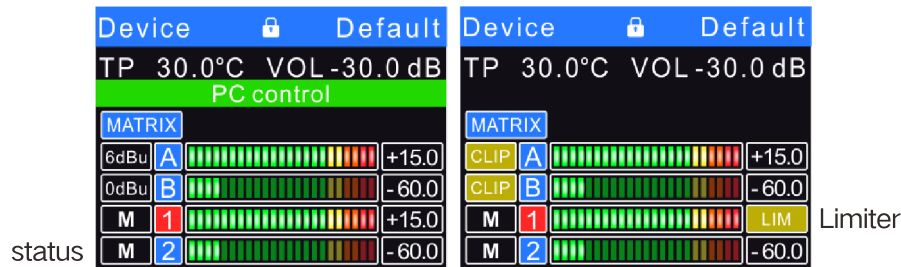 Device Default
TP 30.0°C VOL -30.0 dB
PC control
MATRIX
6dBu A +15.0
0dBu B -60.0
M 1 +15.0
status M 2 -60.0
Device Default
TP 30.0°C VOL -30.0 dB
MATRIX
CLIP A +15.0
CLIP B -60.0
M 1 LIM Limiter
M 2 -60.0